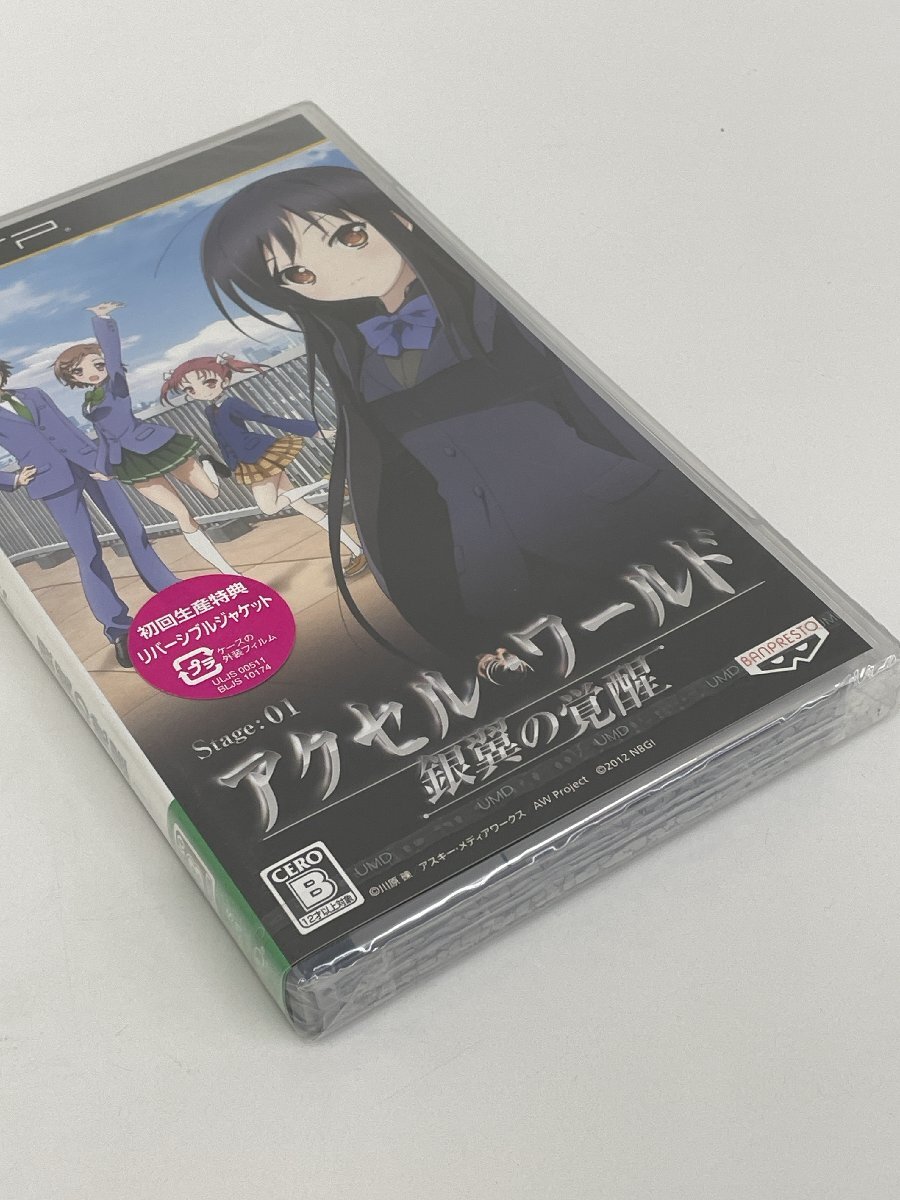 PSP®
初回生産特典
リバーシブルジャケット
プラ
ケースの
外装フィルム
ULJS 00511
BLJS 10174
Stage:01
アクセル・ワールド
銀翼の覚醒
BANPRESTO
UMD
UMD
UMD
CERO
B
12才以上対象
©川原 礫 アスキー・メディアワークス AW Project ©2012 NBGI